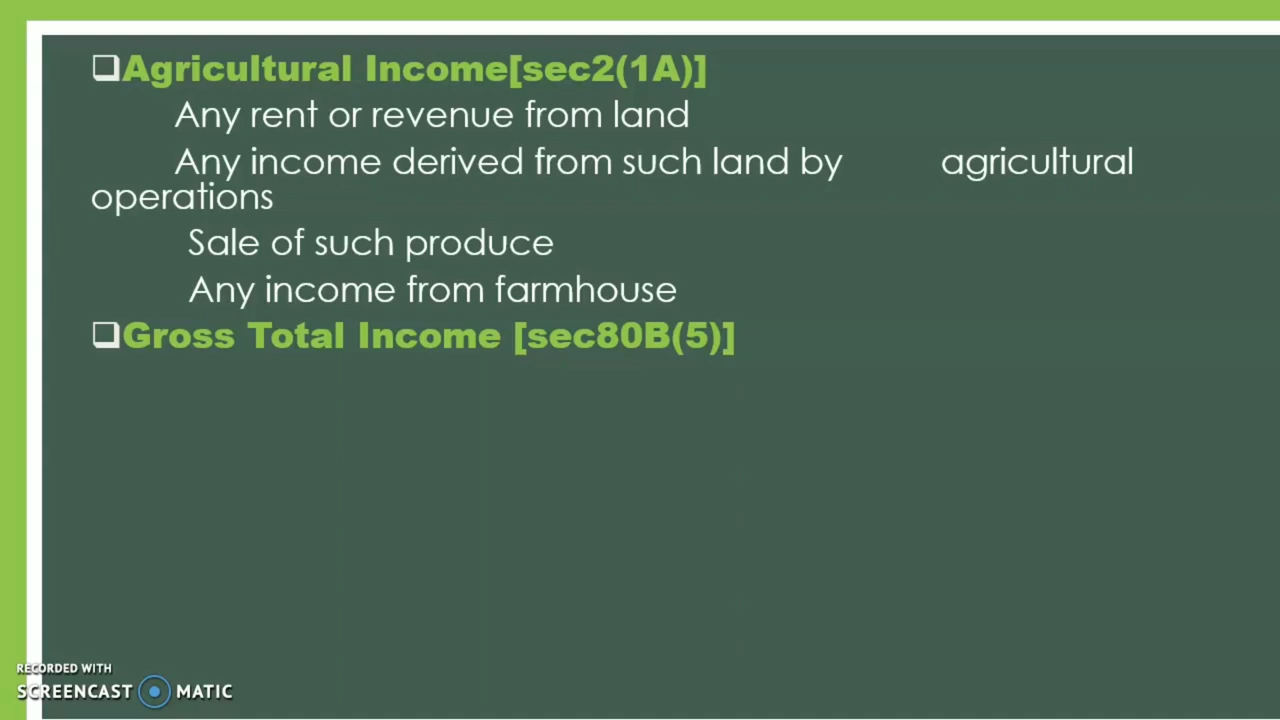 ❑Agricultural Income[sec2(1A)]
Any rent or revenue from land
Any income derived from such land by agricultural
operations
Sale of such produce
Any income from farmhouse
❑Gross Total Income [sec80B(5)]
RECORDED WITH
SCREENCAST MATIC